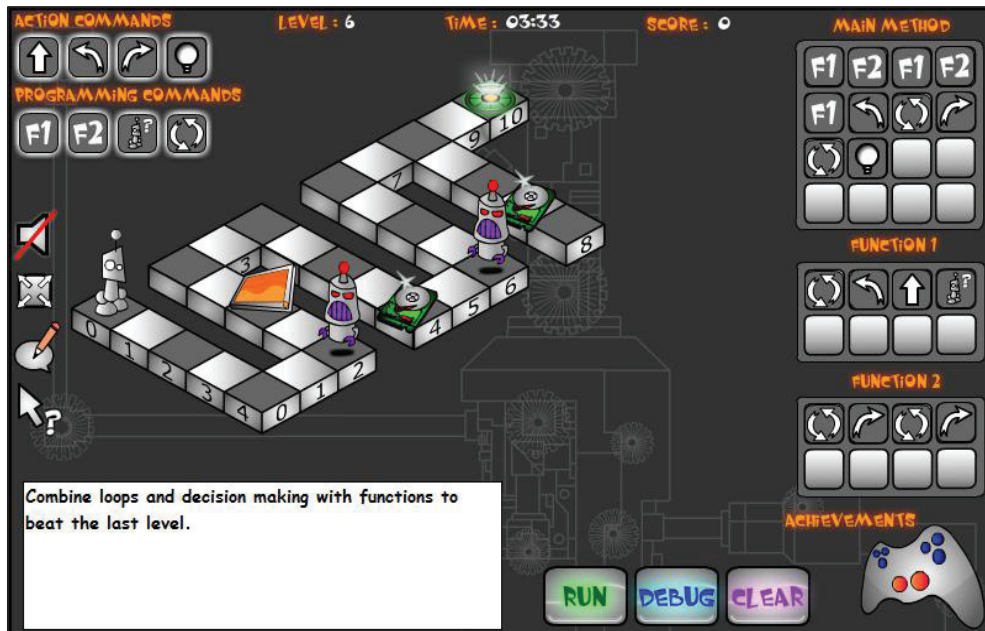 ACTION COMMANDS
LEVEL : 6
TIME : 03:33
SCORE : 0
MAIN METHOD
PROGRAMMING COMMANDS
F1 F2 ?
F1 F2 F1 F2
F1
FUNCTION 1
?
FUNCTION 2
ACHIEVEMENTS
10
9
7
8
3
6
5
4
0
1
2
3
4
0
1
2
?
Combine loops and decision making with functions to
beat the last level.
RUN DEBUG CLEAR